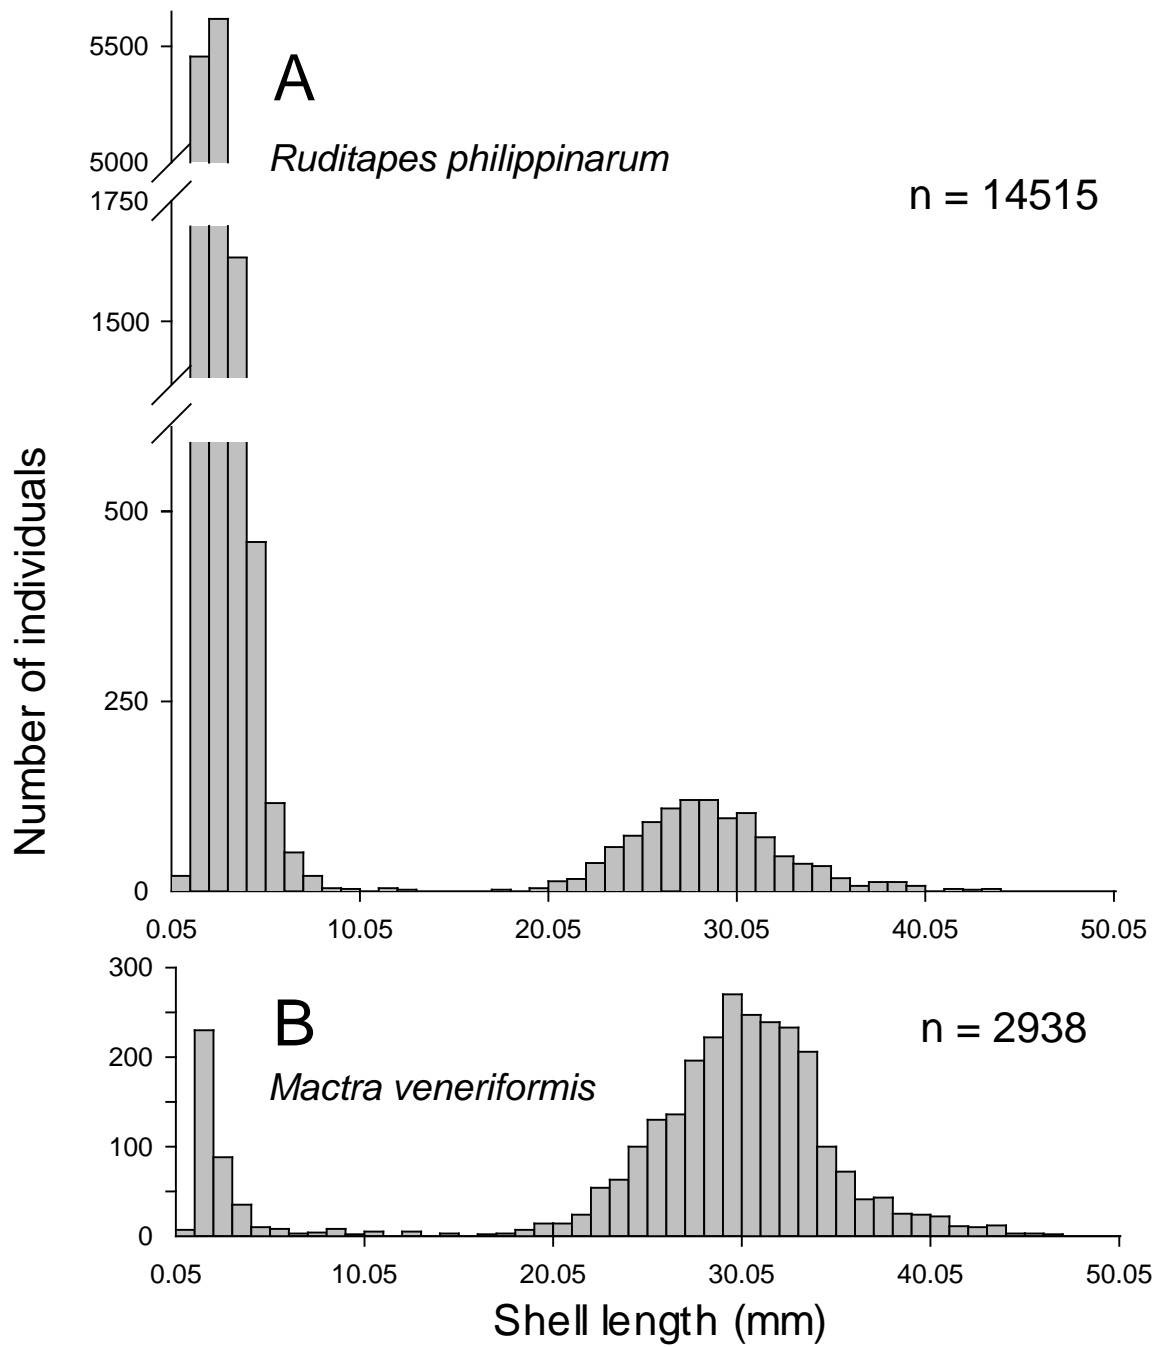 5500
A
5000
Ruditapes philippinarum
n = 14515
1750
1500
Number of individuals
500
250
0
0.05 10.05 20.05 30.05 40.05 50.05
300
B
n = 2938
200
Mactra veneriformis
100
0
0.05 10.05 20.05 30.05 40.05 50.05
Shell length (mm)